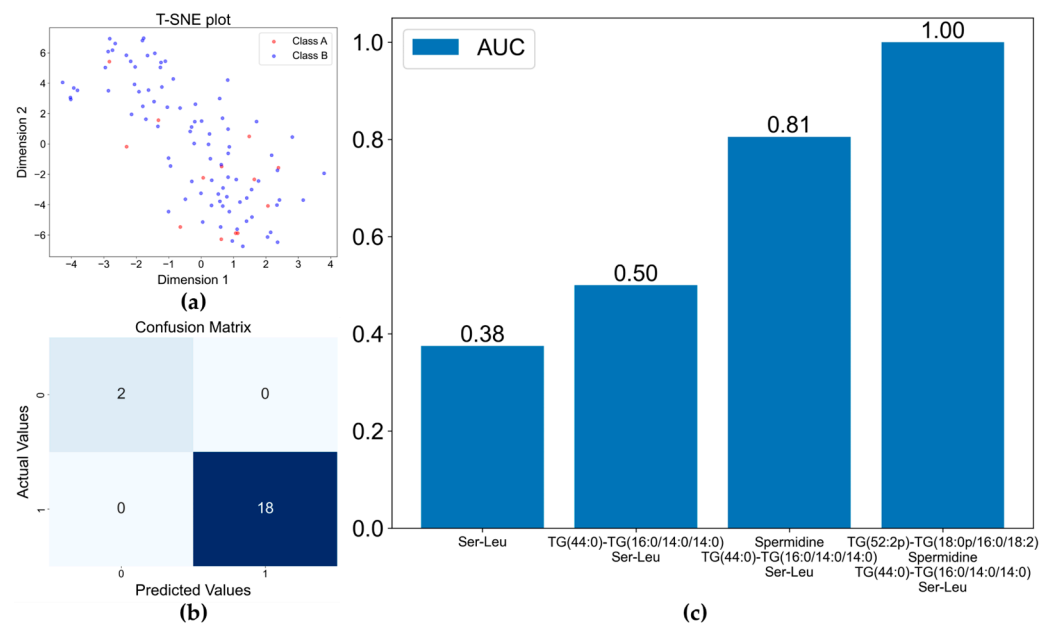 T-SNE plot
Class A
Class B
6
4
2
0
−2
−4
−6
Dimension 2
−4 −3 −2 −1 0 1 2 3 4
Dimension 1
(a)
Confusion Matrix
2 0
0 18
0
1
Actual Values
0 1
Predicted Values
(b)
AUC
1.0
0.8
0.6
0.4
0.2
0.0
0.38
0.50
0.81
1.00
Ser-Leu
TG(44:0)-TG(16:0/14:0/14:0)
Ser-Leu
Spermidine
TG(44:0)-TG(16:0/14:0/14:0)
Ser-Leu
TG(52:2p)-TG(18:0p/16:0/18:2)
Spermidine
TG(44:0)-TG(16:0/14:0/14:0)
Ser-Leu
(c)